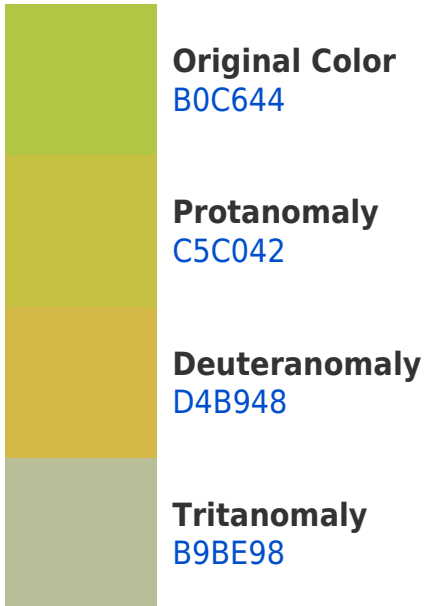 Original Color
B0C644
Protanomaly
C5C042
Deuteranomaly
D4B948
Tritanomaly
B9BE98